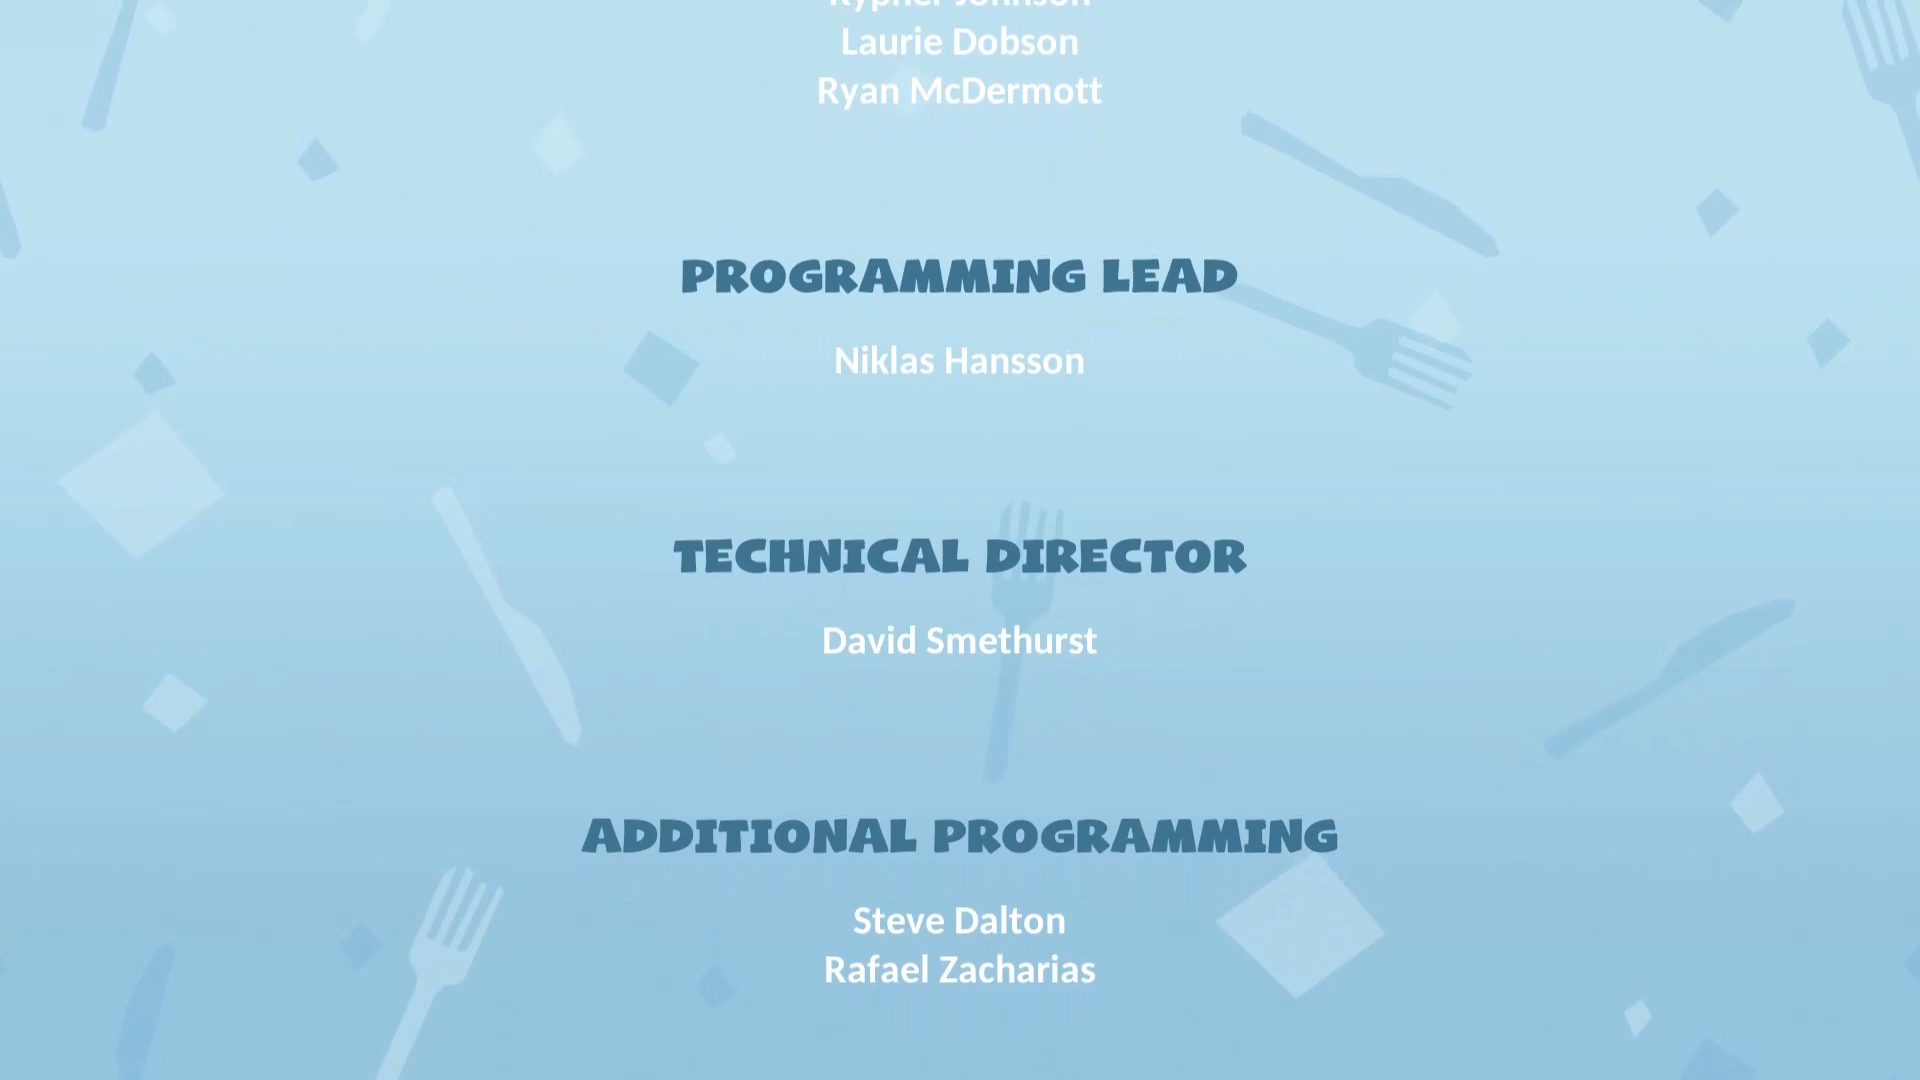 Laurie Dobson
Ryan McDermott
PROGRAMMING LEAD
Niklas Hansson
TECHNICAL DIRECTOR
David Smethurst
ADDITIONAL PROGRAMMING
Steve Dalton
Rafael Zacharias